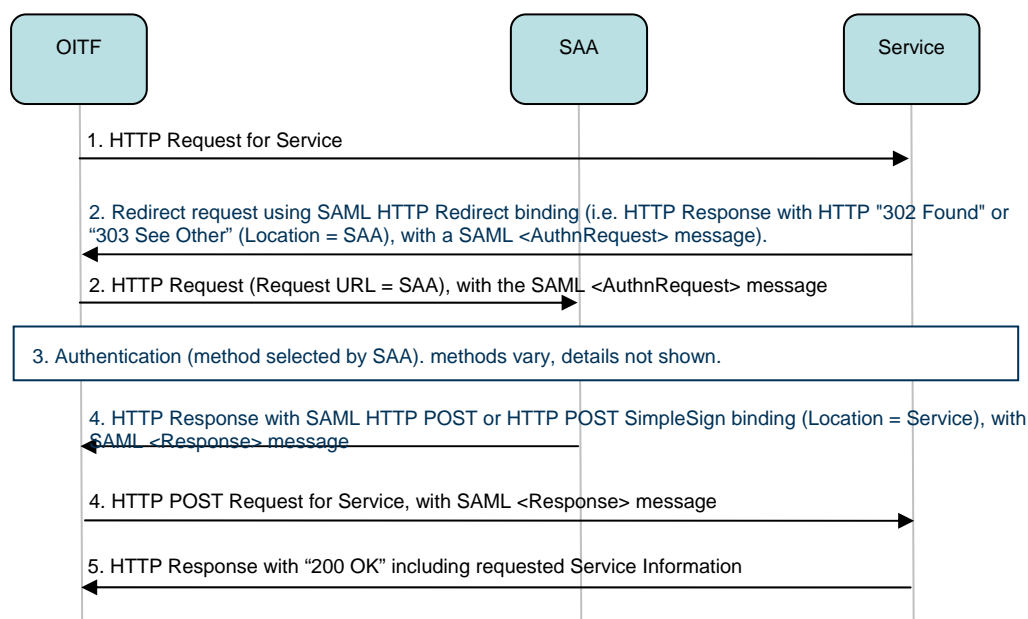 OITF
SAA
Service
1. HTTP Request for Service
2. Redirect request using SAML HTTP Redirect binding (i.e. HTTP Response with HTTP "302 Found" or
“303 See Other” (Location = SAA), with a SAML <AuthnRequest> message).
2. HTTP Request (Request URL = SAA), with the SAML <AuthnRequest> message
3. Authentication (method selected by SAA). methods vary, details not shown.
4. HTTP Response with SAML HTTP POST or HTTP POST SimpleSign binding (Location = Service), with
SAML <Response> message
4. HTTP POST Request for Service, with SAML <Response> message
5. HTTP Response with “200 OK” including requested Service Information